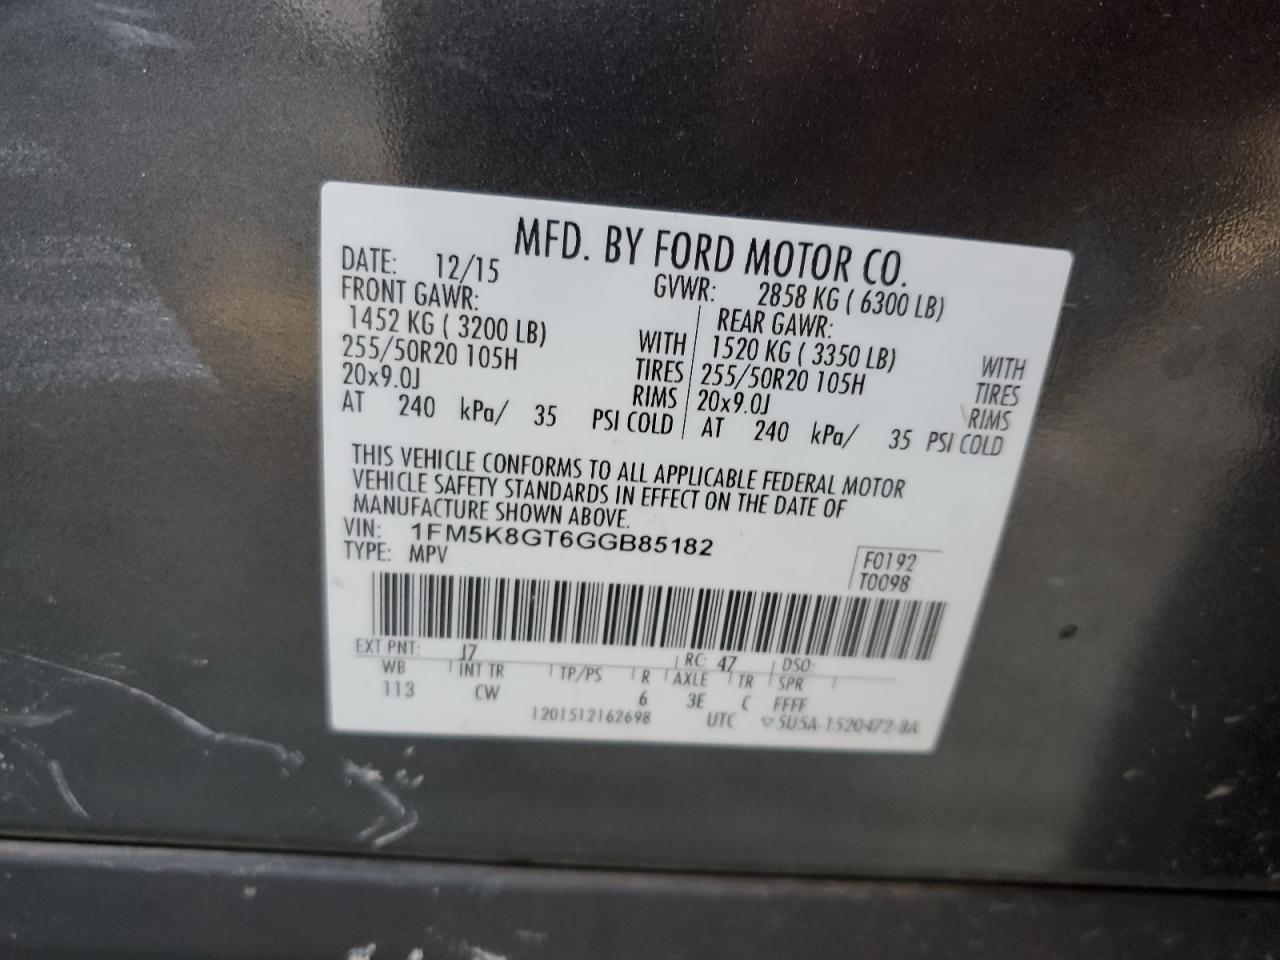 MFD. BY FORD MOTOR CO.
DATE: 12/15 GVWR: 2858 KG ( 6300 LB)
FRONT GAWR: REAR GAWR:
1452 KG ( 3200 LB) WITH 1520 KG ( 3350 LB) WITH
255/50R20 105H TIRES 255/50R20 105H TIRES
20x9.0J RIMS 20x9.0J RIMS
AT 240 kPa/ 35 PSI COLD AT 240 kPa/ 35 PSI COLD
THIS VEHICLE CONFORMS TO ALL APPLICABLE FEDERAL MOTOR
VEHICLE SAFETY STANDARDS IN EFFECT ON THE DATE OF
MANUFACTURE SHOWN ABOVE.
VIN: 1FM5K8GT6GGB85182
TYPE: MPV F0192
T0098
EXT PNT: J7 RC: 47 DSO:
WB INT TR TP/PS R AXLE TR SPR
113 CW 6 3E C FFFF
1201512162698 UTC ▽5U5A-1520472-BA